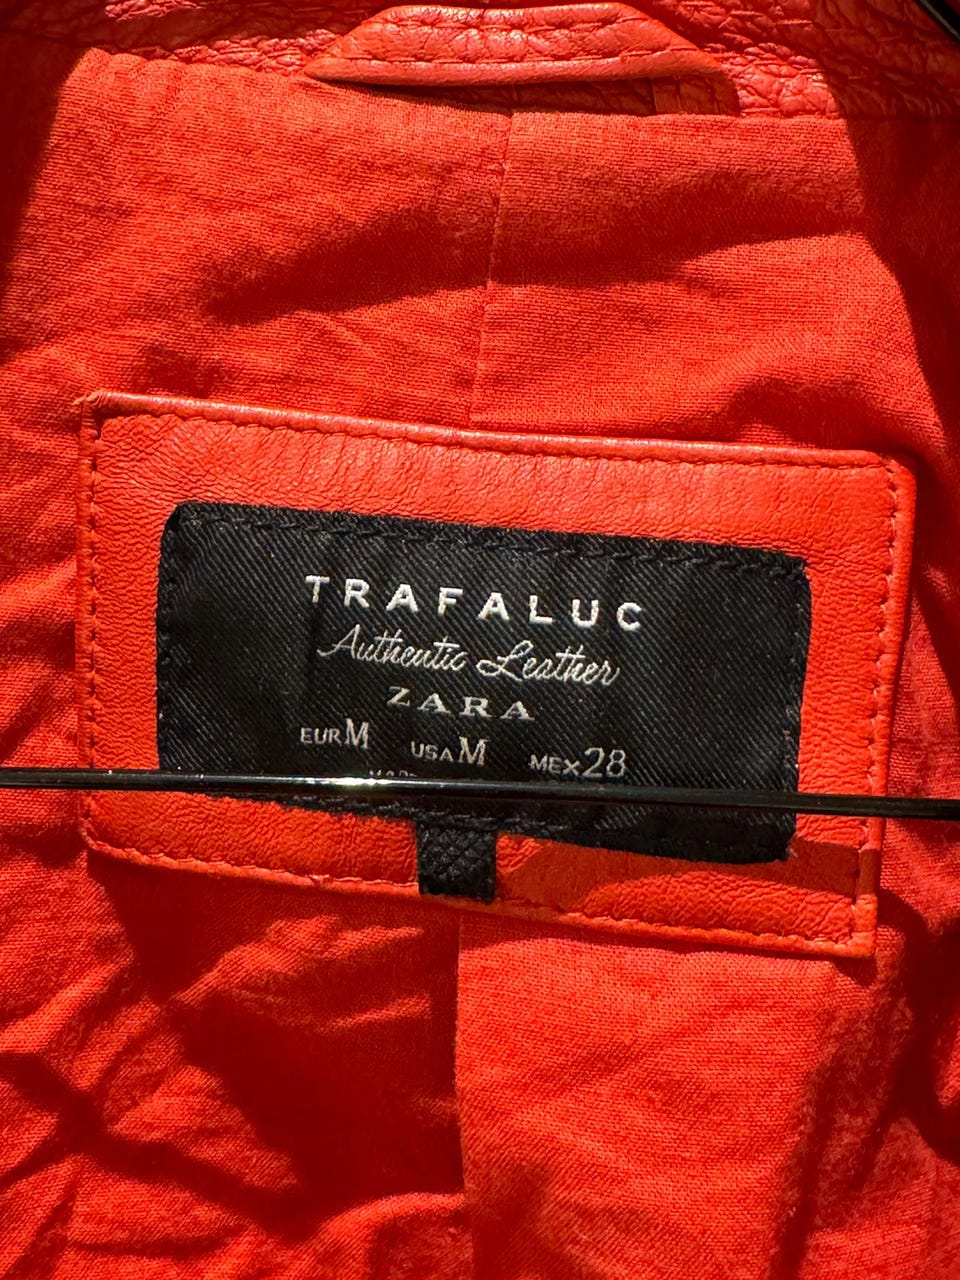 TRAFALUC
Authentic Leather
ZARA
EUR M USA M MEX 28